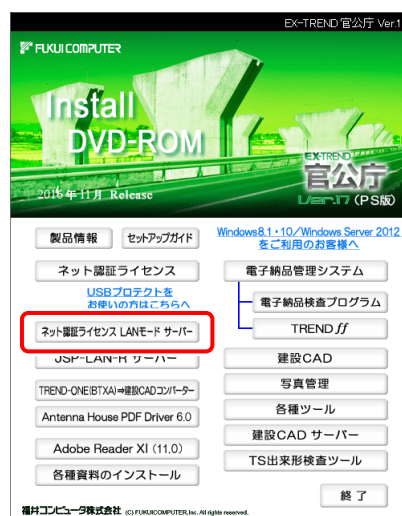 EX-TREND 官公庁 Ver.1
FUKUI COMPUTER
Install
DVD-ROM
2016年11月 Release
EX-TREND
官公庁
Ver.17 (PS版)
製品情報
セットアップガイド
Windows8.1・10／Windows Server 2012
をご利用のお客様へ
ネット認証ライセンス
USBプロテクトを
お使いの方はこちらへ
ネット認証ライセンス LANモード サーバー
JSP-LAN-R サーバー
TREND-ONE(BTXA)⇒建設CADコンバーター
Antenna House PDF Driver 6.0
Adobe Reader XI (11.0)
各種資料のインストール
電子納品管理システム
電子納品検査プログラム
TREND ff
建設CAD
写真管理
各種ツール
建設CAD サーバー
TS出来形検査ツール
終了
福井コンピュータ株式会社 (C) FUKUICOMPUTER, Inc. All rights reserved.